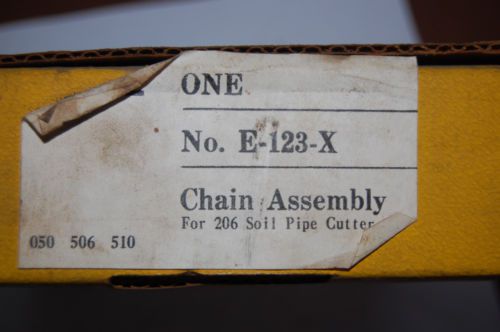 ONE
No. E-123-X
Chain Assembly
For 206 Soil Pipe Cutter
050 506 510